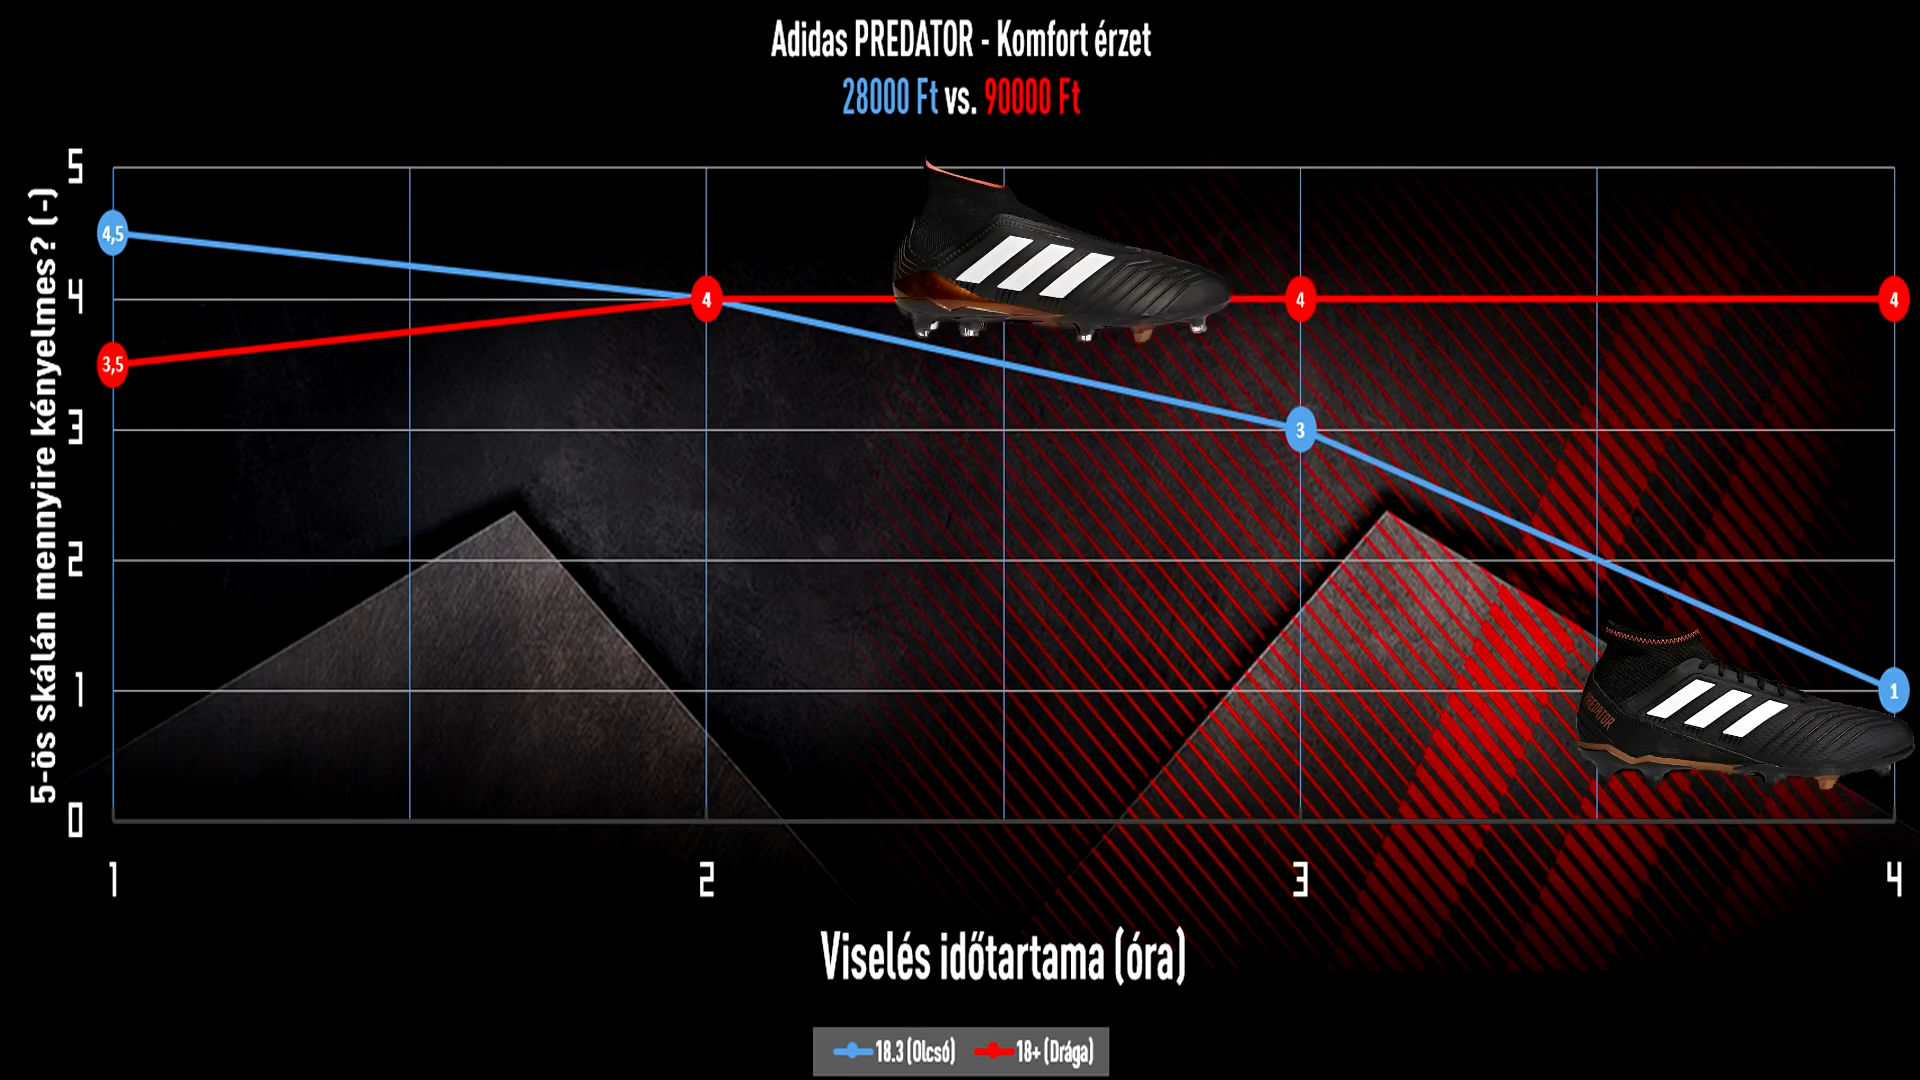 Adidas PREDATOR - Komfort érzet
28000 Ft vs. 90000 Ft
5-ös skálán mennyire kényelmes? (-)
5
4
3
2
1
0
4,5
3,5
4
4
3
4
1
PREDATOR
1 2 3 4
Viselés időtartama (óra)
18.3 (Olcsó) 18+ (Drága)